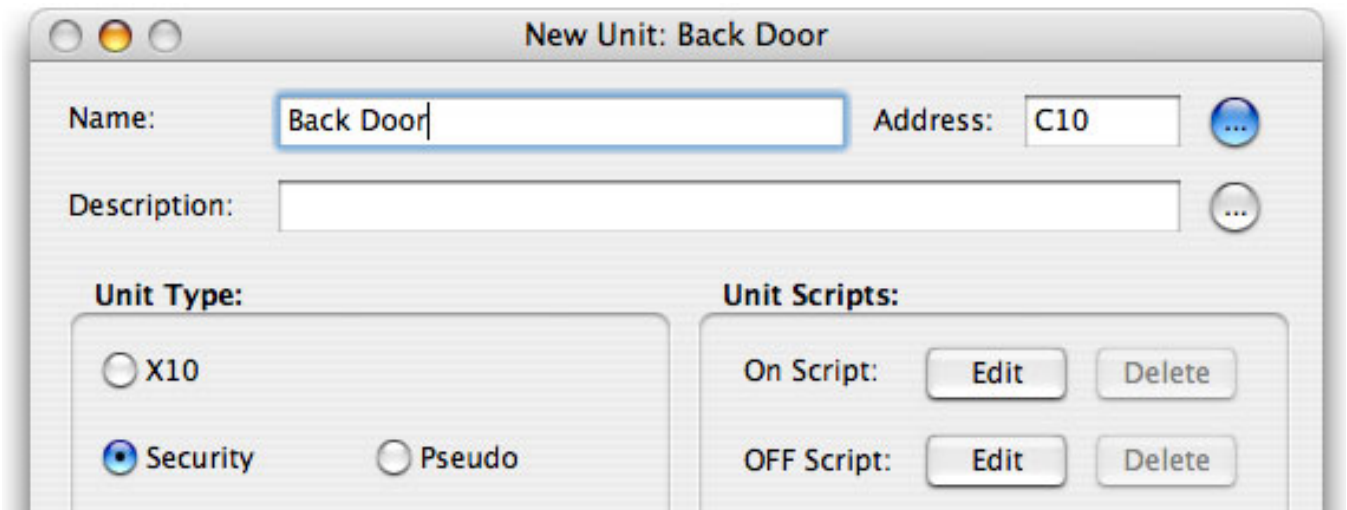 New Unit: Back Door
Name: Back Door Address: C10 ...
Description: ...
Unit Type: Unit Scripts:
X10 On Script: Edit Delete
Security Pseudo OFF Script: Edit Delete